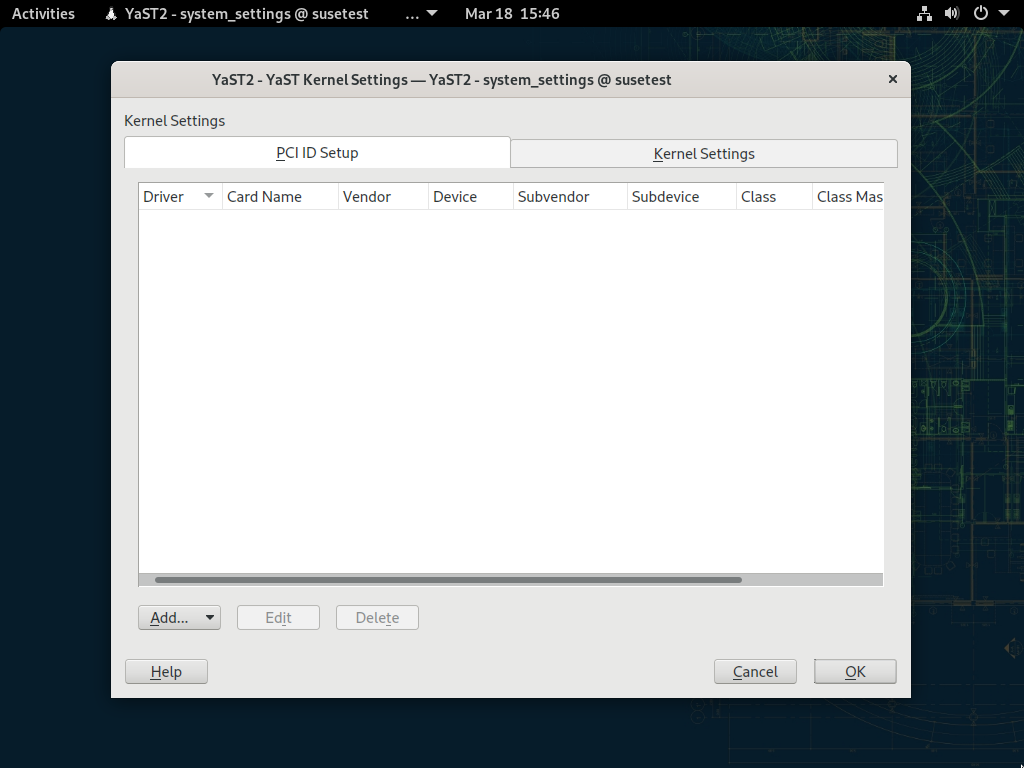 Activities YaST2 - system_settings @ susetest ... Mar 18 15:46
YaST2 - YaST Kernel Settings — YaST2 - system_settings @ susetest
Kernel Settings
PCI ID Setup Kernel Settings
Driver Card Name Vendor Device Subvendor Subdevice Class Class Mas
Add... Edit Delete
Help Cancel OK